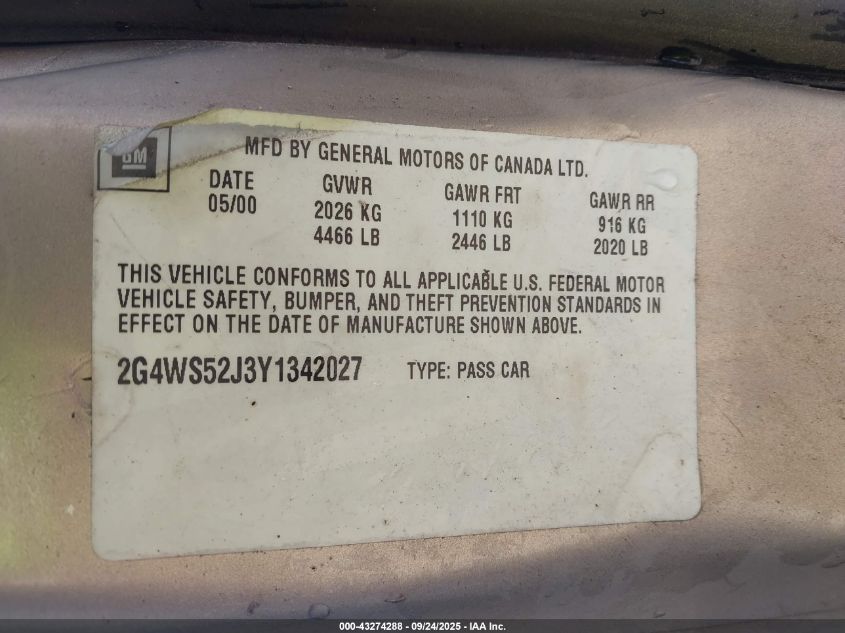 GM
MFD BY GENERAL MOTORS OF CANADA LTD.
DATE GVWR GAWR FRT GAWR RR
05/00 2026 KG 1110 KG 916 KG
4466 LB 2446 LB 2020 LB
THIS VEHICLE CONFORMS TO ALL APPLICABLE U.S. FEDERAL MOTOR
VEHICLE SAFETY, BUMPER, AND THEFT PREVENTION STANDARDS IN
EFFECT ON THE DATE OF MANUFACTURE SHOWN ABOVE.
2G4WS52J3Y1342027 TYPE: PASS CAR
000-43274288 - 09/24/2025 - IAA Inc.